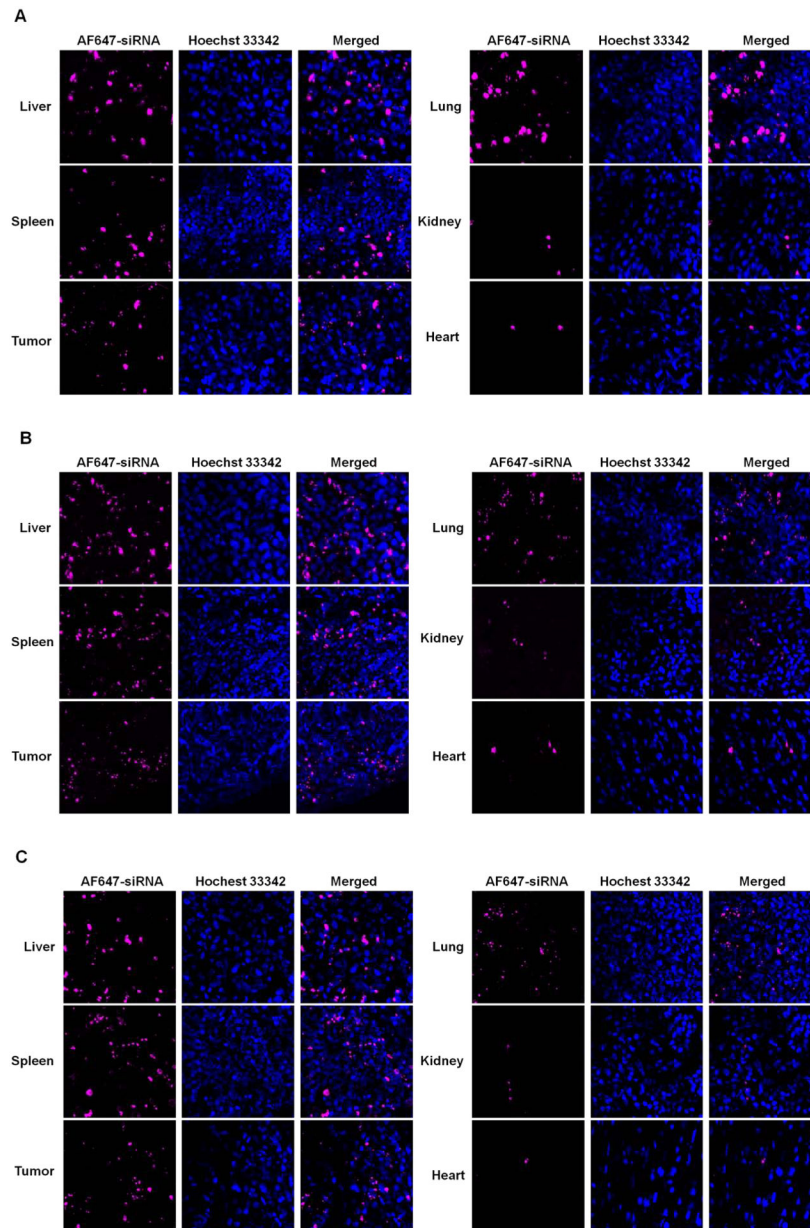 A
AF647-siRNA Hoechst 33342 Merged AF647-siRNA Hoechst 33342 Merged
Liver Lung
Spleen Kidney
Tumor Heart
B
AF647-siRNA Hoechst 33342 Merged AF647-siRNA Hoechst 33342 Merged
Liver Lung
Spleen Kidney
Tumor Heart
C
AF647-siRNA Hochest 33342 Merged AF647-siRNA Hochest 33342 Merged
Liver Lung
Spleen Kidney
Tumor Heart